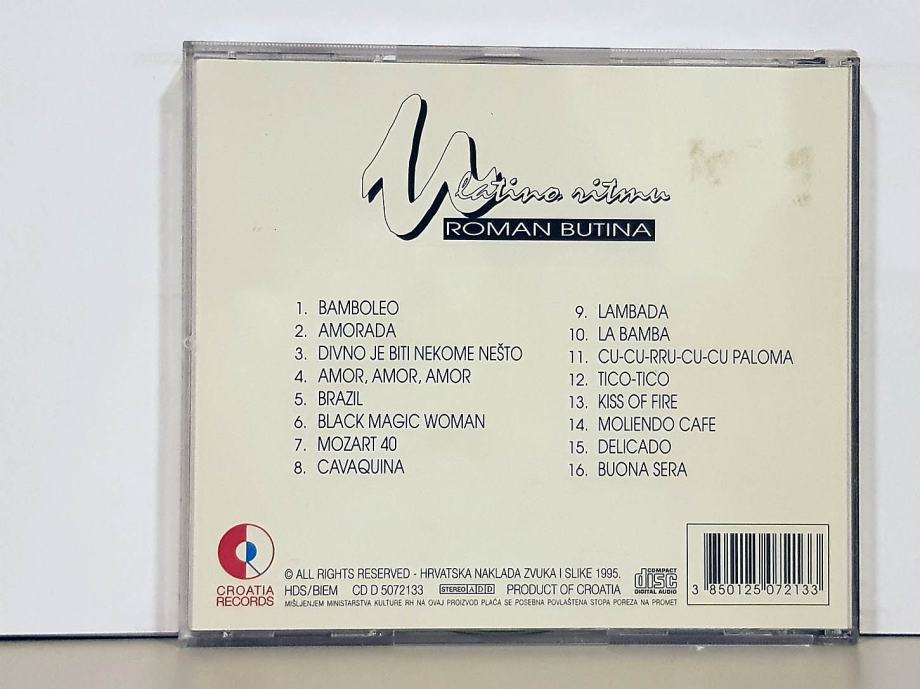 U latino ritmu
ROMAN BUTINA
1. BAMBOLEO
2. AMORADA
3. DIVNO JE BITI NEKOME NEŠTO
4. AMOR, AMOR, AMOR
5. BRAZIL
6. BLACK MAGIC WOMAN
7. MOZART 40
8. CAVAQUINA
9. LAMBADA
10. LA BAMBA
11. CU-CU-RRU-CU-CU PALOMA
12. TICO-TICO
13. KISS OF FIRE
14. MOLIENDO CAFE
15. DELICADO
16. BUONA SERA
CROATIA
RECORDS
© ALL RIGHTS RESERVED - HRVATSKA NAKLADA ZVUKA I SLIKE 1995.
HDS/BIEM CD D 5072133 STEREO A D D PRODUCT OF CROATIA
MIŠLJENJEM MINISTARSTVA KULTURE RH NA OVAJ PROIZVOD PLAĆA SE POSEBNA POVLAŠTENA STOPA POREZA NA PROMET
COMPACT
disc
DIGITAL AUDIO
3 850125 072133